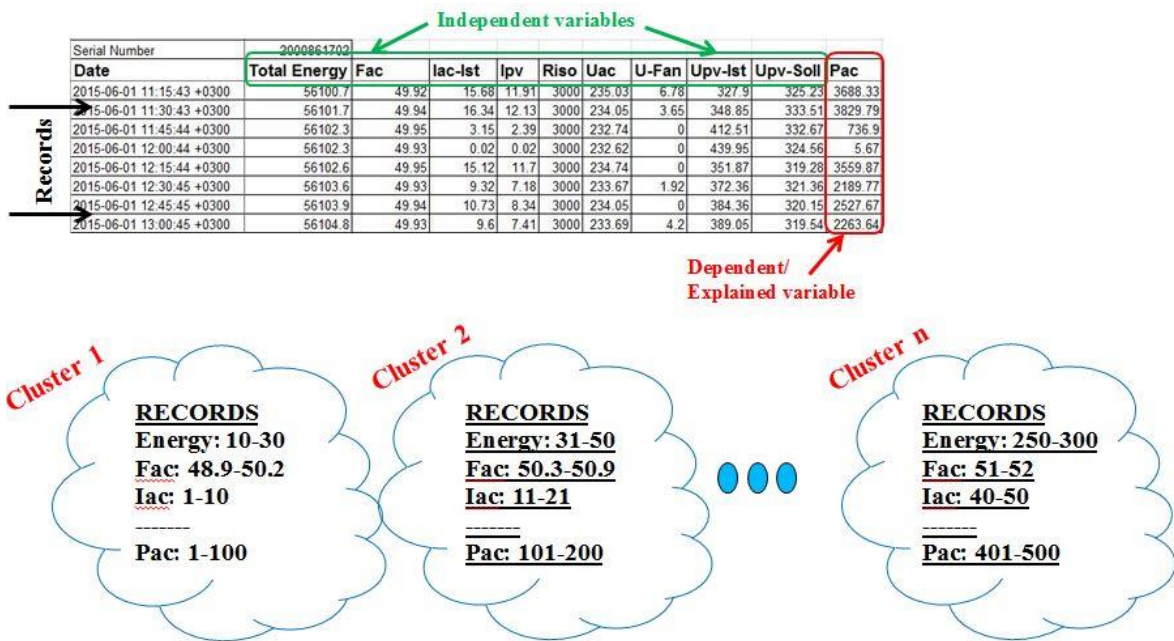 Independent variables
Serial Number 2000861702
Date Total Energy Fac Iac-Ist Ipv Riso Uac U-Fan Upv-Ist Upv-Soll Pac
2015-06-01 11:15:43 +0300 56100.7 49.92 15.68 11.91 3000 235.03 6.78 327.9 325.23 3688.33
2015-06-01 11:30:43 +0300 56101.7 49.94 16.34 12.13 3000 234.05 3.65 348.85 333.51 3829.79
2015-06-01 11:45:44 +0300 56102.3 49.95 3.15 2.39 3000 232.74 0 412.51 332.67 736.9
2015-06-01 12:00:44 +0300 56102.3 49.93 0.02 0.02 3000 232.62 0 439.95 324.56 5.67
2015-06-01 12:15:44 +0300 56102.6 49.95 15.12 11.7 3000 234.74 0 351.87 319.28 3559.87
2015-06-01 12:30:45 +0300 56103.6 49.93 9.32 7.18 3000 233.67 1.92 372.36 321.36 2189.77
2015-06-01 12:45:45 +0300 56103.9 49.94 10.73 8.34 3000 234.05 0 384.36 320.15 2527.67
2015-06-01 13:00:45 +0300 56104.8 49.93 9.6 7.41 3000 233.69 4.2 389.05 319.54 2263.64
Records
Dependent/
Explained variable
Cluster 1
RECORDS
Energy: 10-30
Fac: 48.9-50.2
Iac: 1-10
-------
Pac: 1-100
Cluster 2
RECORDS
Energy: 31-50
Fac: 50.3-50.9
Iac: 11-21
-------
Pac: 101-200
Cluster n
RECORDS
Energy: 250-300
Fac: 51-52
Iac: 40-50
-------
Pac: 401-500